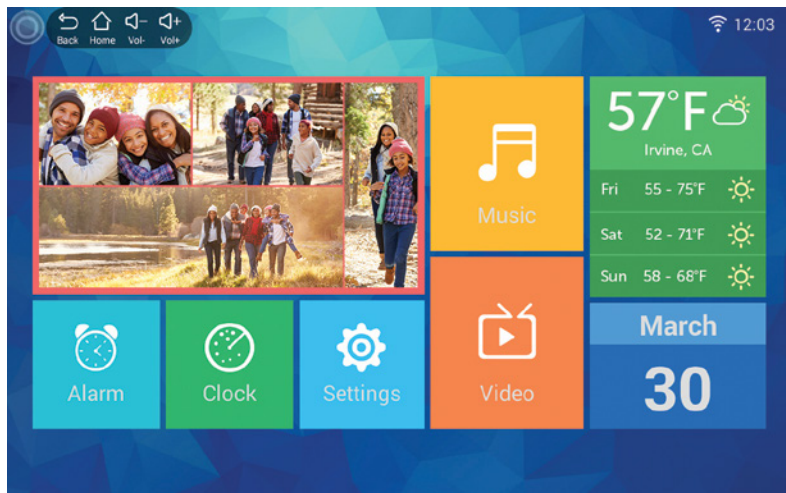 Back Home Vol- Vol+
12:03
Music
57°F
Irvine, CA
Fri 55 - 75°F
Sat 52 - 71°F
Sun 58 - 68°F
Alarm
Clock
Settings
Video
March
30